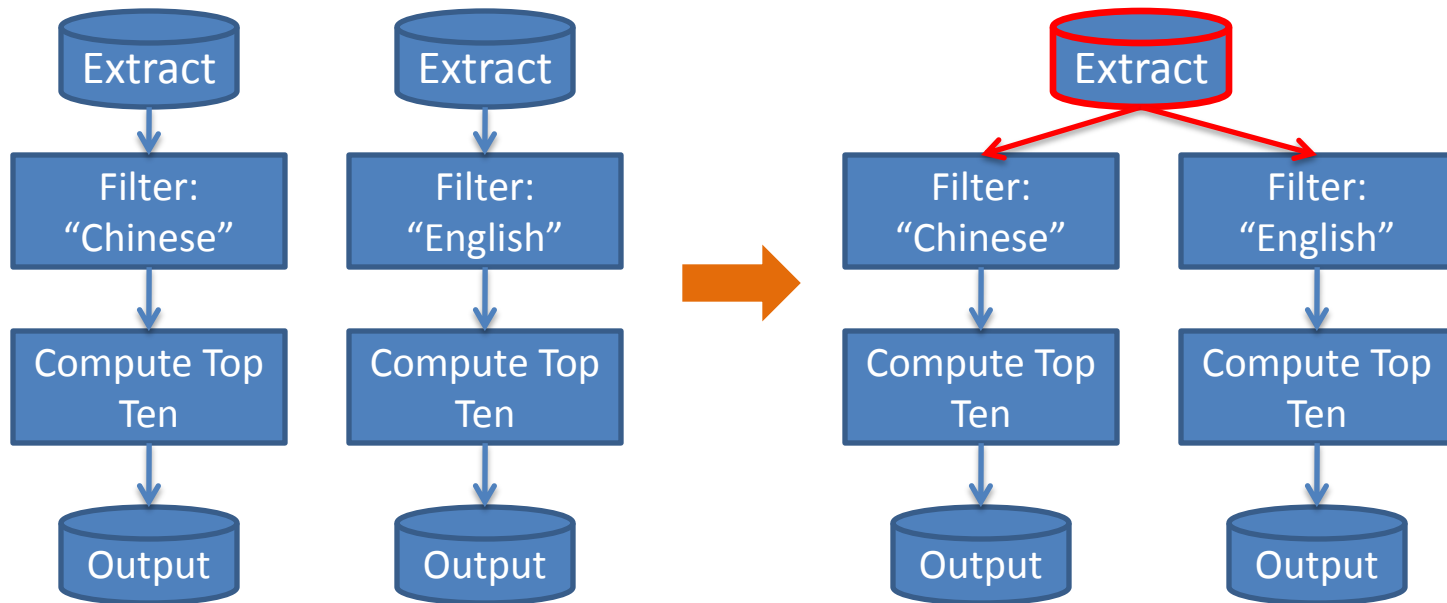 Extract
Extract
Extract
Filter:
“Chinese”
Filter:
“English”
Filter:
“Chinese”
Filter:
“English”
Compute Top
Ten
Compute Top
Ten
Compute Top
Ten
Compute Top
Ten
Output
Output
Output
Output